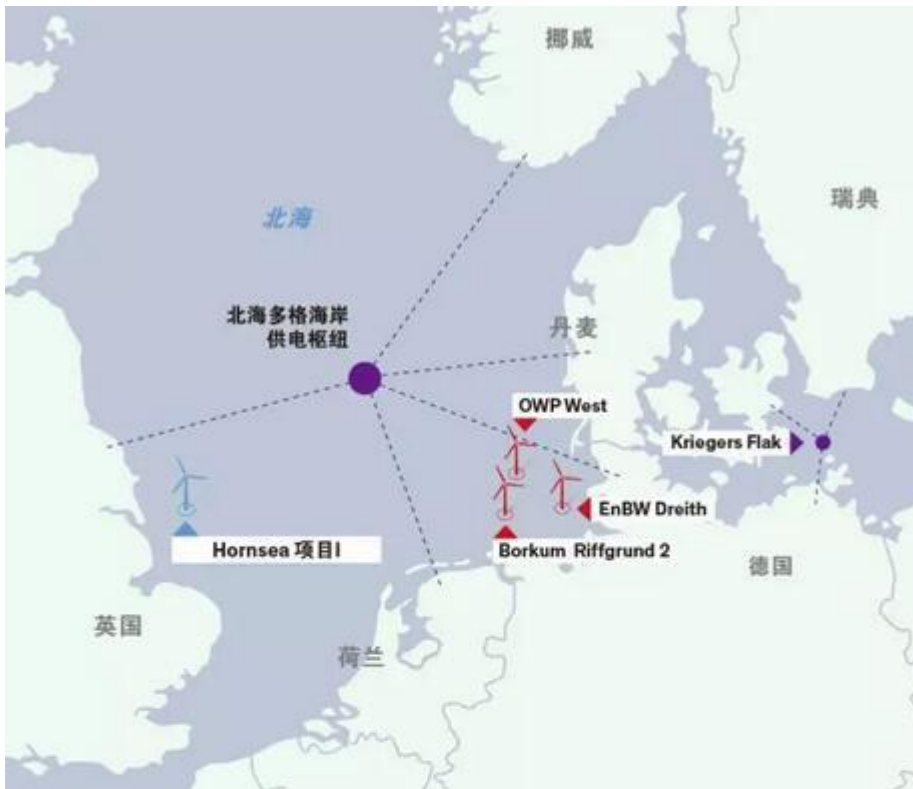 挪威
瑞典
北海
北海多格海岸
供电枢纽
丹麦
OWP West
Kriegers Flak
EnBW Dreith
Hornsea 项目I
Borkum Riffgrund 2
德国
英国
荷兰